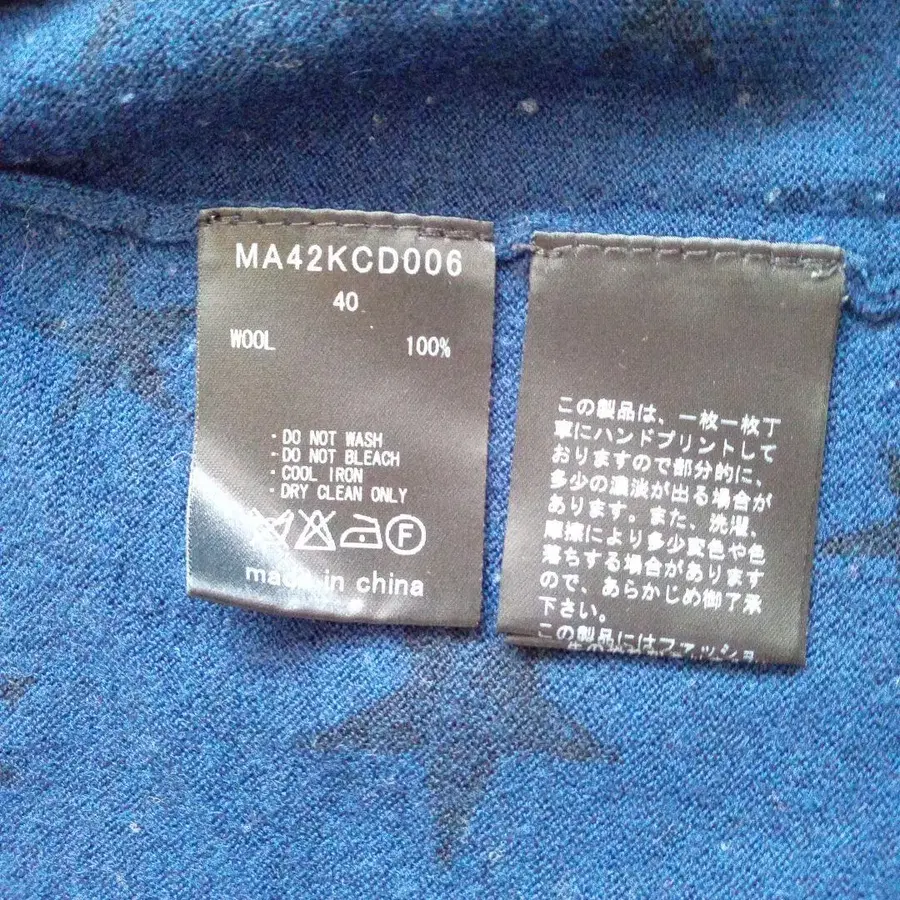 MA42KCD006
40
WOOL 100%
・DO NOT WASH
・DO NOT BLEACH
・COOL IRON
・DRY CLEAN ONLY
F
made in china
この製品は、一枚一枚丁
寧にハンドプリントして
おりますので部分的に、
多少の濃淡が出る場合が
あります。また、洗濯、
摩擦により多少変色や色
落ちする場合があります
ので、あらかじめ御了承
下さい。
この製品にはファッショ